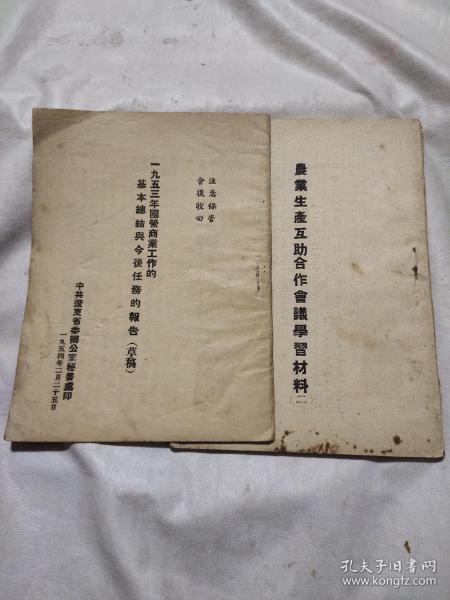 注意保管
會後收回
一九五三年國營商業工作的
基本總結與今後任務的報告(草稿)
中共遼東省委辦公室秘書處印
一九五四年二月二十五日
農業生產互助合作會議學習材料(二)
孔夫子旧书网
www.kongfz.com